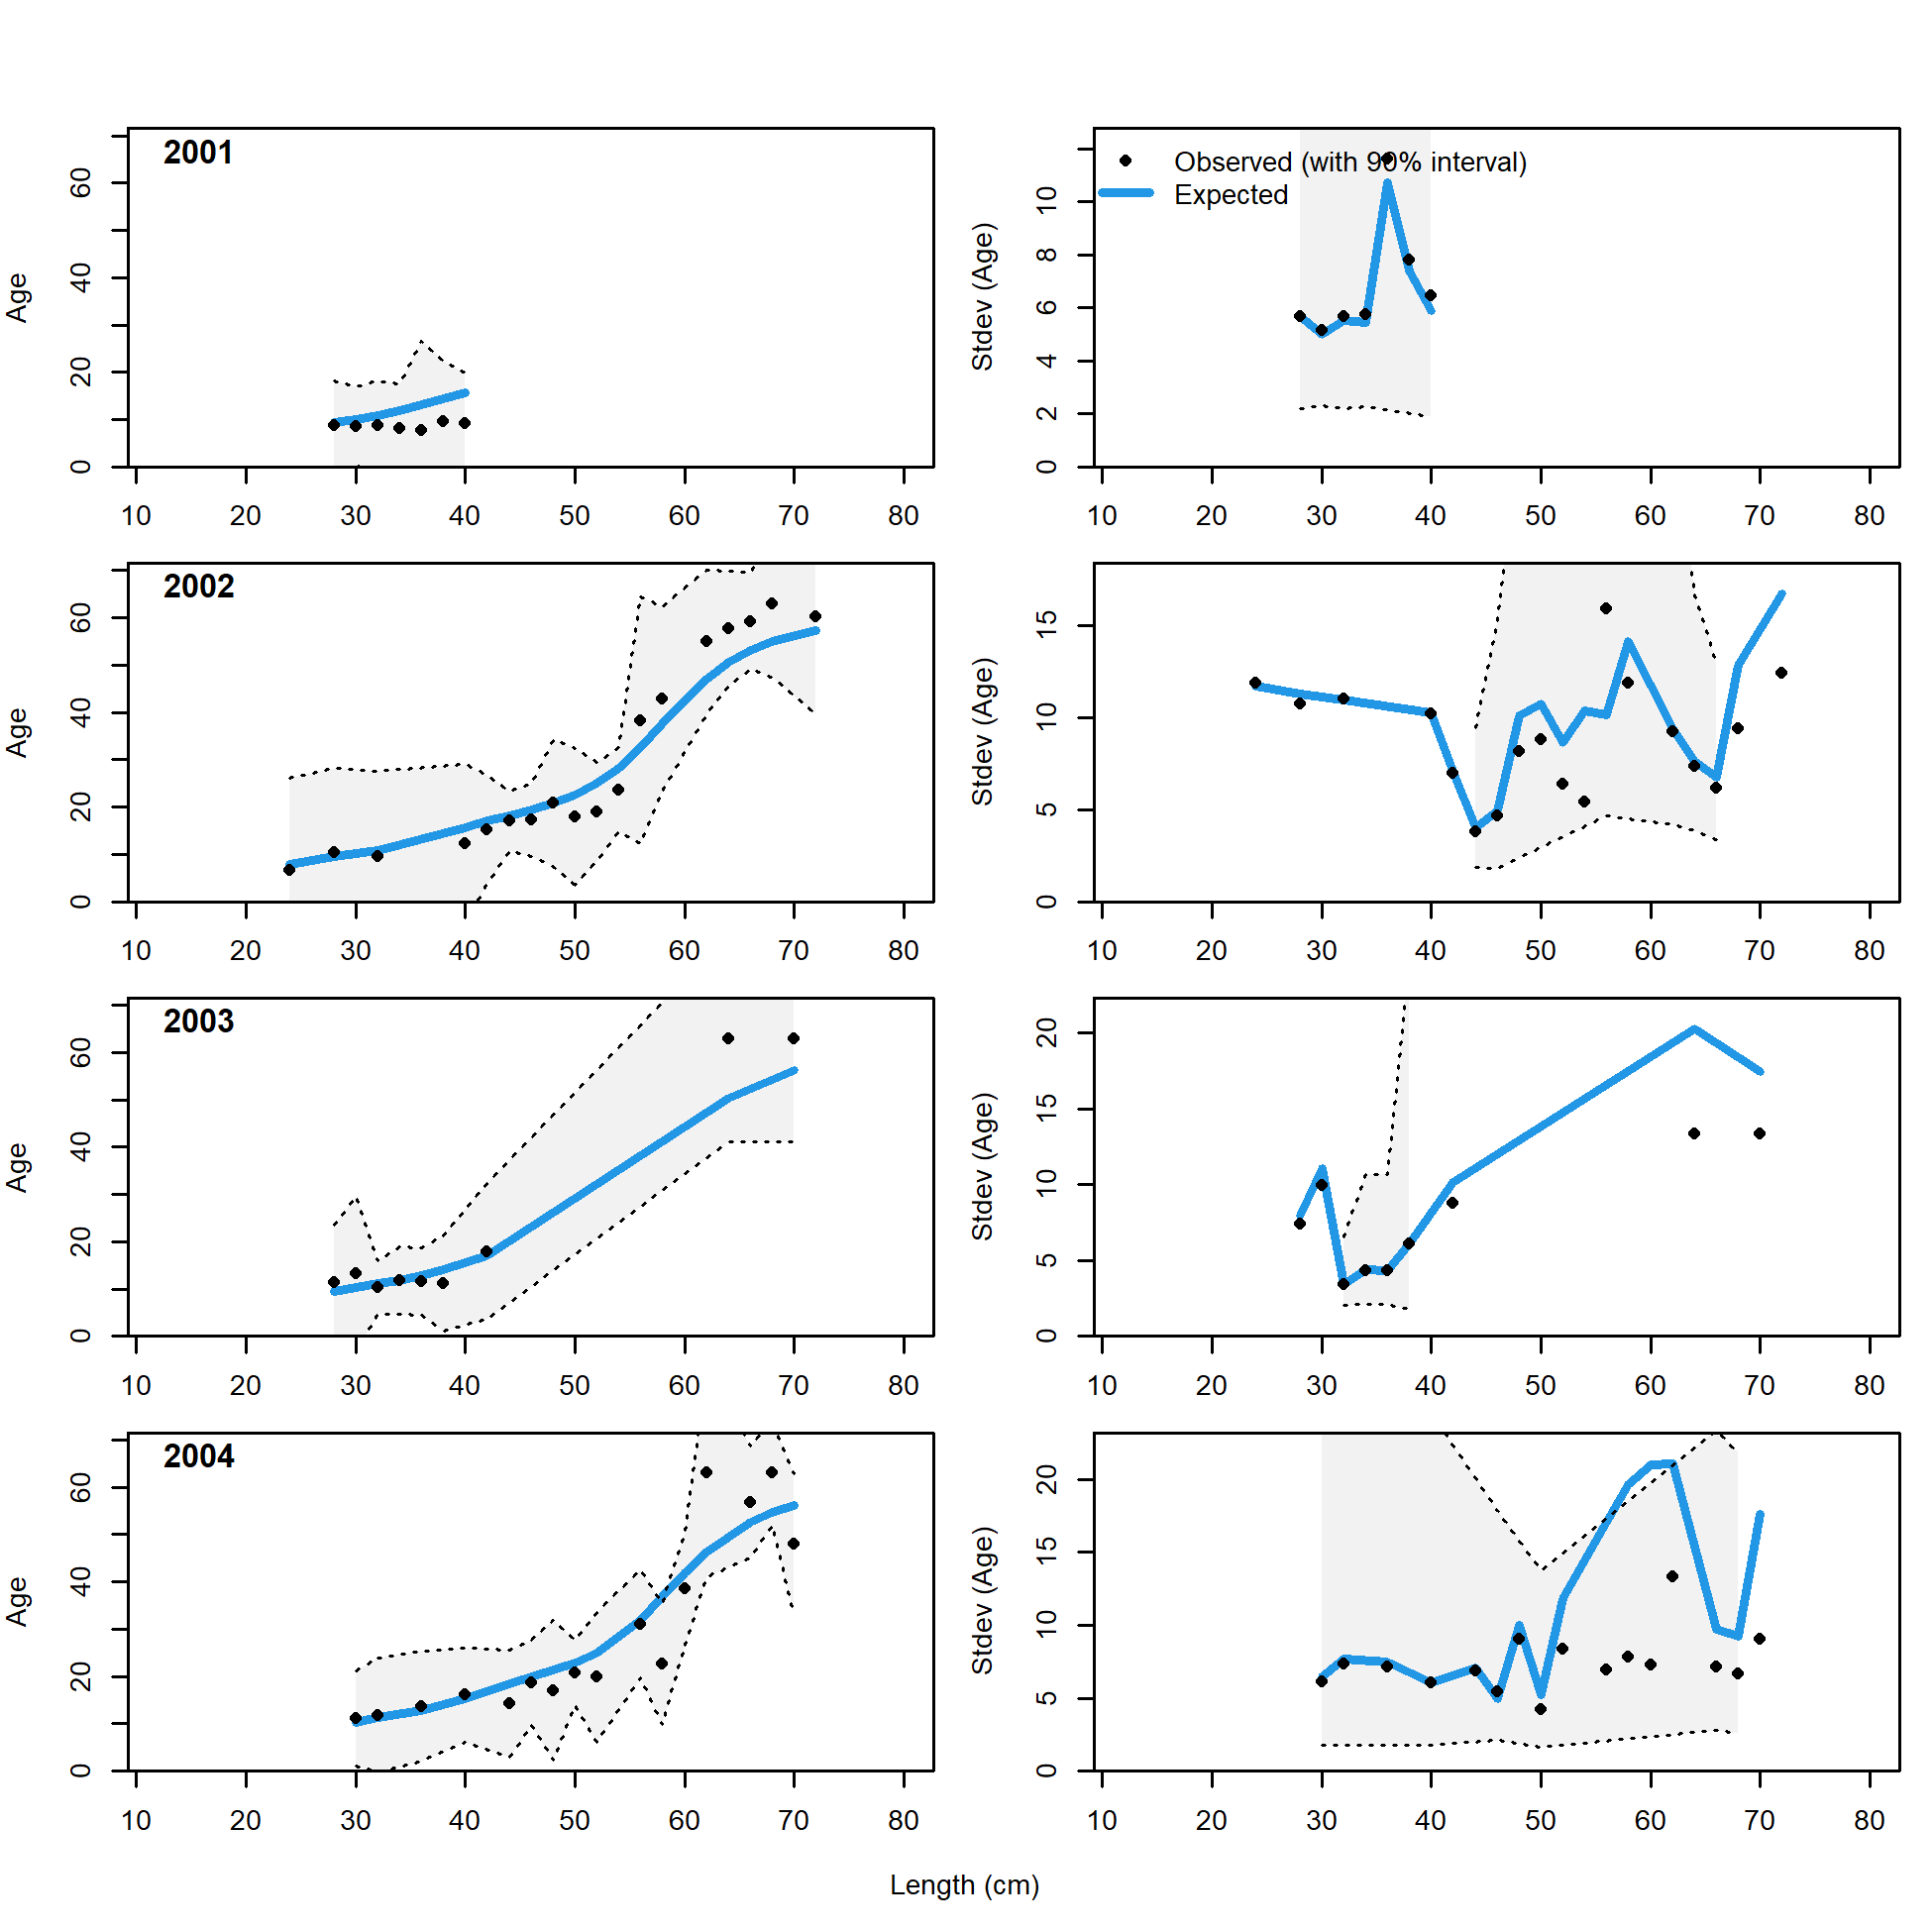 2001
Age
0 20 40 60
10 20 30 40 50 60 70 80
Observed (with 90% interval)
Expected
Stdev (Age)
0 2 4 6 8 10
10 20 30 40 50 60 70 80
2002
Age
0 20 40 60
10 20 30 40 50 60 70 80
Stdev (Age)
0 5 10 15
10 20 30 40 50 60 70 80
2003
Age
0 20 40 60
10 20 30 40 50 60 70 80
Stdev (Age)
0 5 10 15 20
10 20 30 40 50 60 70 80
2004
Age
0 20 40 60
10 20 30 40 50 60 70 80
Stdev (Age)
0 5 10 15 20
10 20 30 40 50 60 70 80
Length (cm)